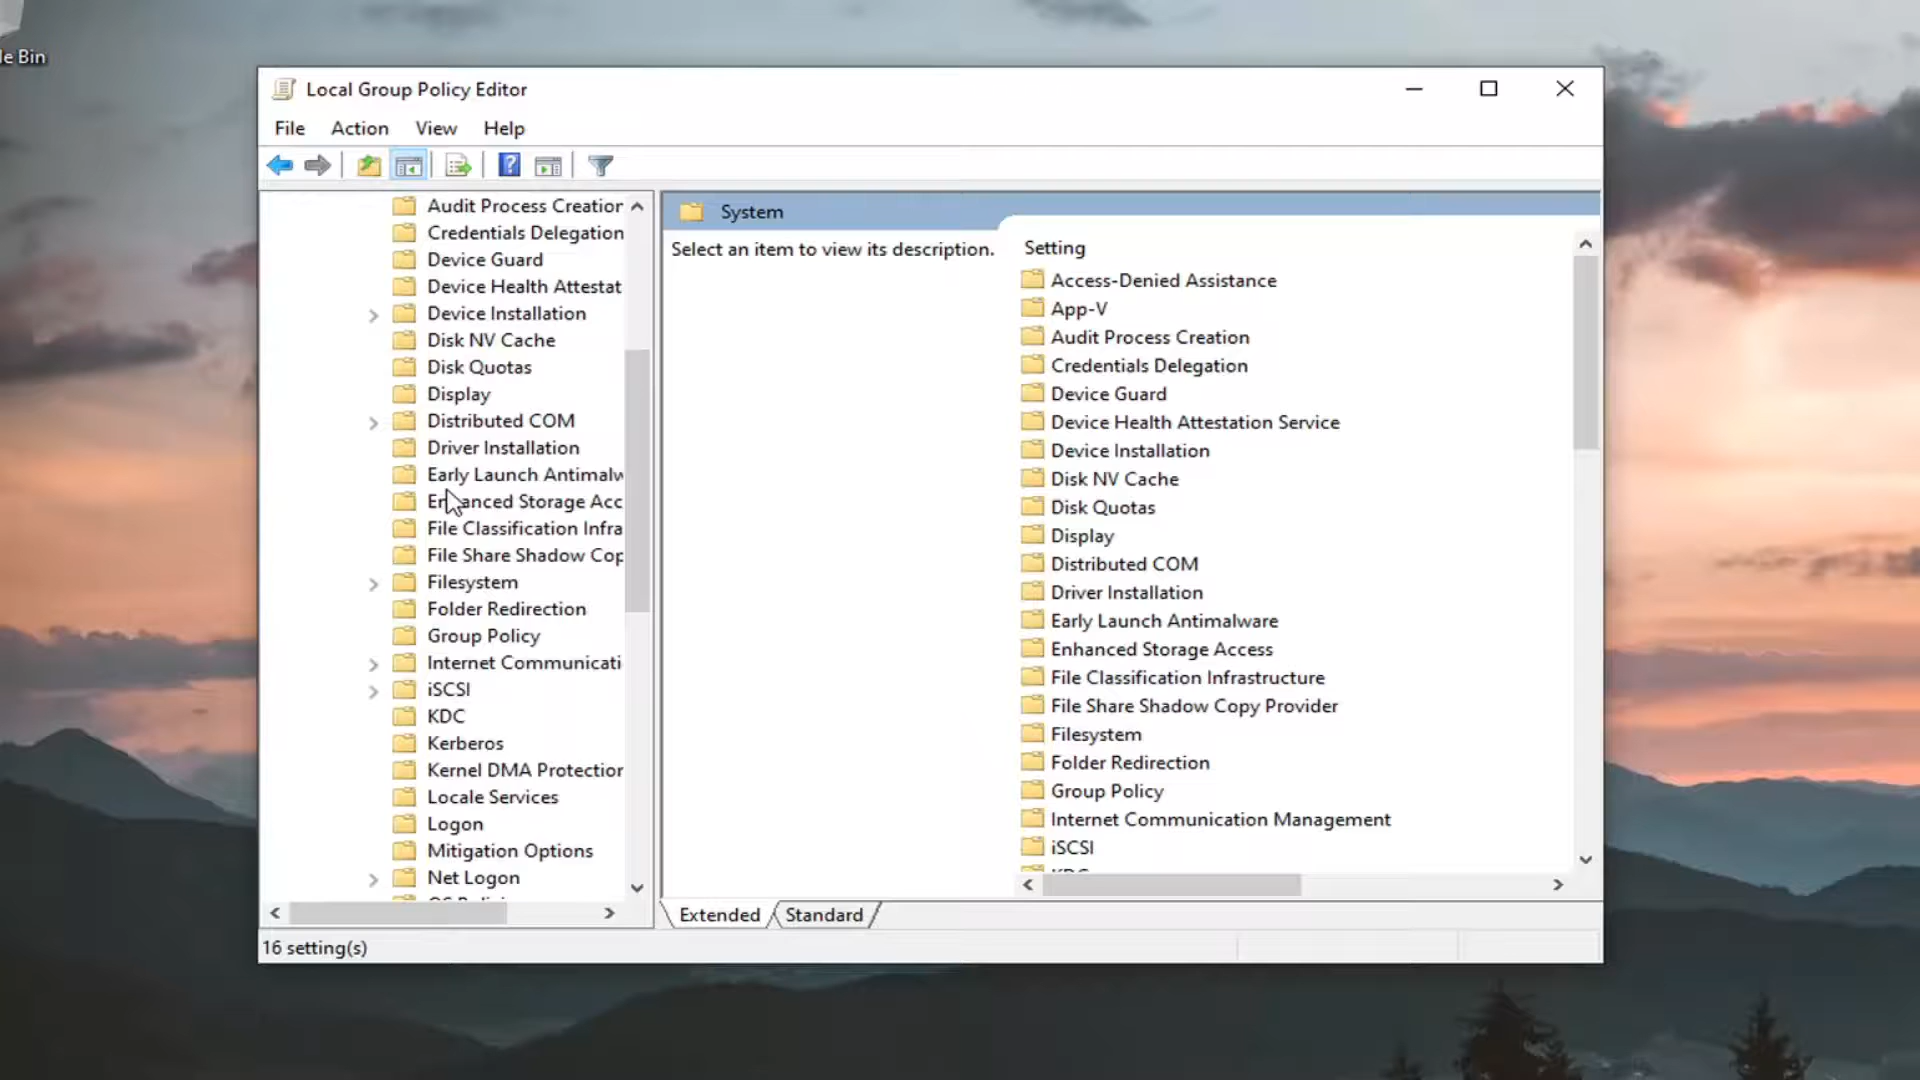 le Bin
Local Group Policy Editor
File Action View Help
Audit Process Creation
Credentials Delegation
Device Guard
Device Health Attestat
Device Installation
Disk NV Cache
Disk Quotas
Display
Distributed COM
Driver Installation
Early Launch Antimalw
Enhanced Storage Acc
File Classification Infra
File Share Shadow Cop
Filesystem
Folder Redirection
Group Policy
Internet Communicati
iSCSI
KDC
Kerberos
Kernel DMA Protection
Locale Services
Logon
Mitigation Options
Net Logon
System
Select an item to view its description.
Setting
Access-Denied Assistance
App-V
Audit Process Creation
Credentials Delegation
Device Guard
Device Health Attestation Service
Device Installation
Disk NV Cache
Disk Quotas
Display
Distributed COM
Driver Installation
Early Launch Antimalware
Enhanced Storage Access
File Classification Infrastructure
File Share Shadow Copy Provider
Filesystem
Folder Redirection
Group Policy
Internet Communication Management
iSCSI
KDC
Extended Standard
16 setting(s)